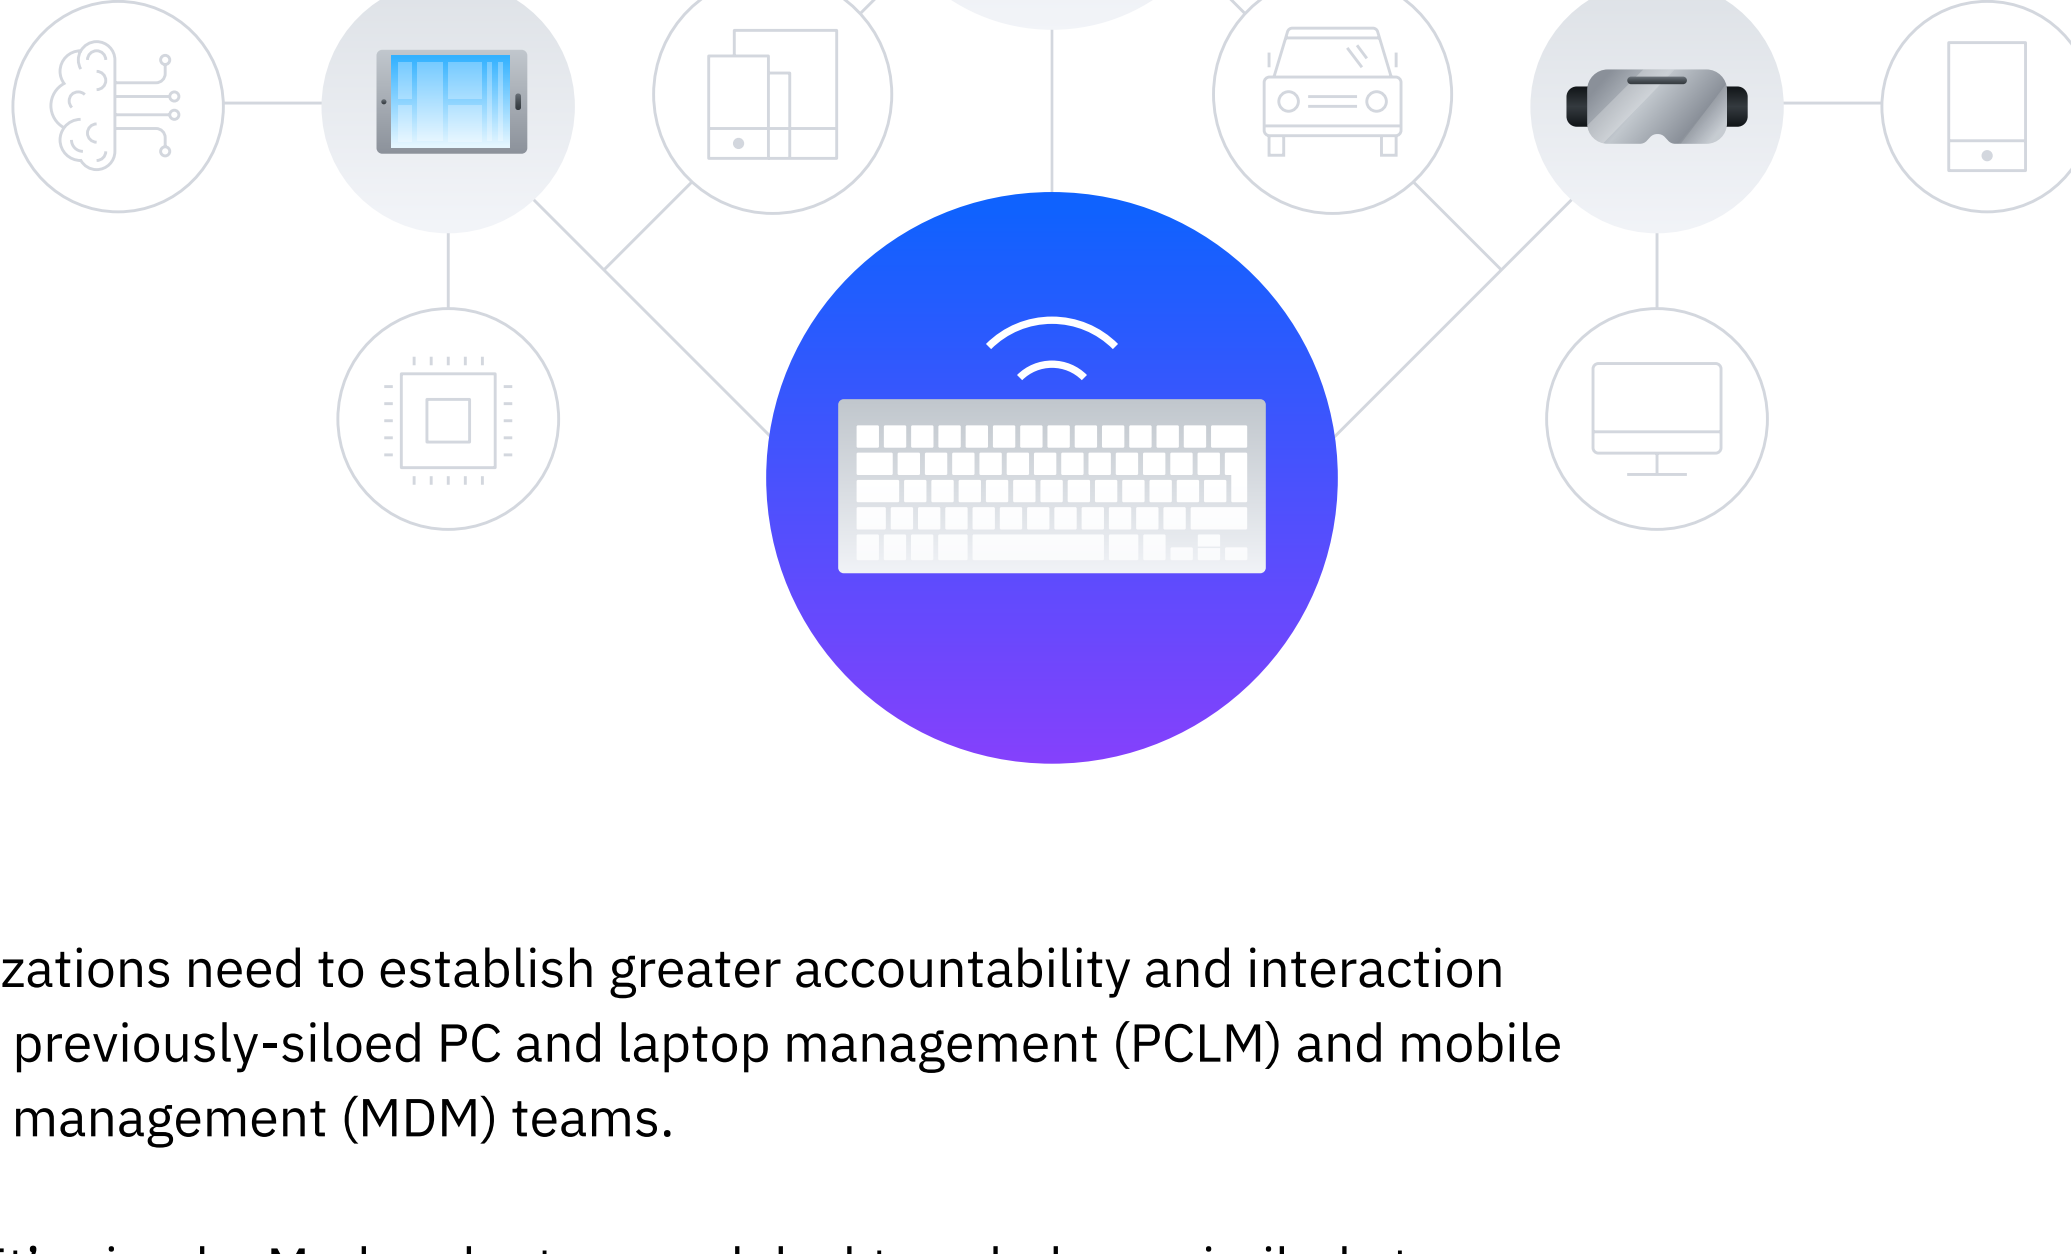 zations need to establish greater accountability and interaction
previously-siloed PC and laptop management (PCLM) and mobile
management (MDM) teams.